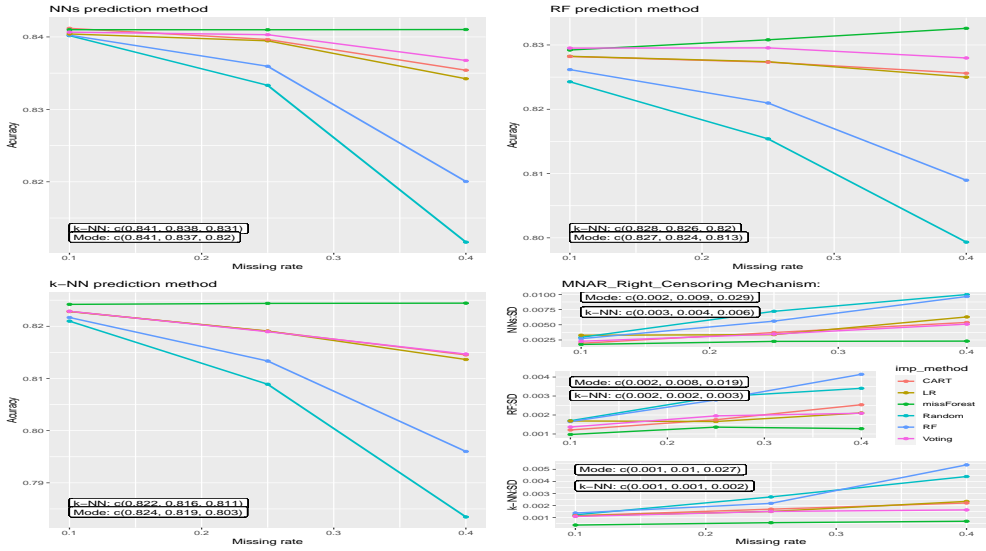 NNs prediction method
Acuracy
0.84
0.83
0.82
k−NN: c(0.841, 0.838, 0.831)
Mode: c(0.841, 0.837, 0.82)
0.1 0.2 0.3 0.4
Missing rate
RF prediction method
Acuracy
0.83
0.82
0.81
0.80
k−NN: c(0.828, 0.826, 0.82)
Mode: c(0.827, 0.824, 0.813)
0.1 0.2 0.3 0.4
Missing rate
k−NN prediction method
Acuracy
0.82
0.81
0.80
0.79
k−NN: c(0.822, 0.816, 0.811)
Mode: c(0.824, 0.819, 0.803)
0.1 0.2 0.3 0.4
Missing rate
MNAR_Right_Censoring Mechanism:
NNs:SD
0.0100
0.0075
0.0050
0.0025
Mode: c(0.002, 0.009, 0.029)
k−NN: c(0.003, 0.004, 0.006)
0.1 0.2 0.3 0.4
RF:SD
0.004
0.003
0.002
0.001
Mode: c(0.002, 0.008, 0.019)
k−NN: c(0.002, 0.002, 0.003)
0.1 0.2 0.3 0.4
imp_method
CART
LR
missForest
Random
RF
Voting
k−NN:SD
0.005
0.004
0.003
0.002
0.001
Mode: c(0.001, 0.01, 0.027)
k−NN: c(0.001, 0.001, 0.002)
0.1 0.2 0.3 0.4
Missing rate